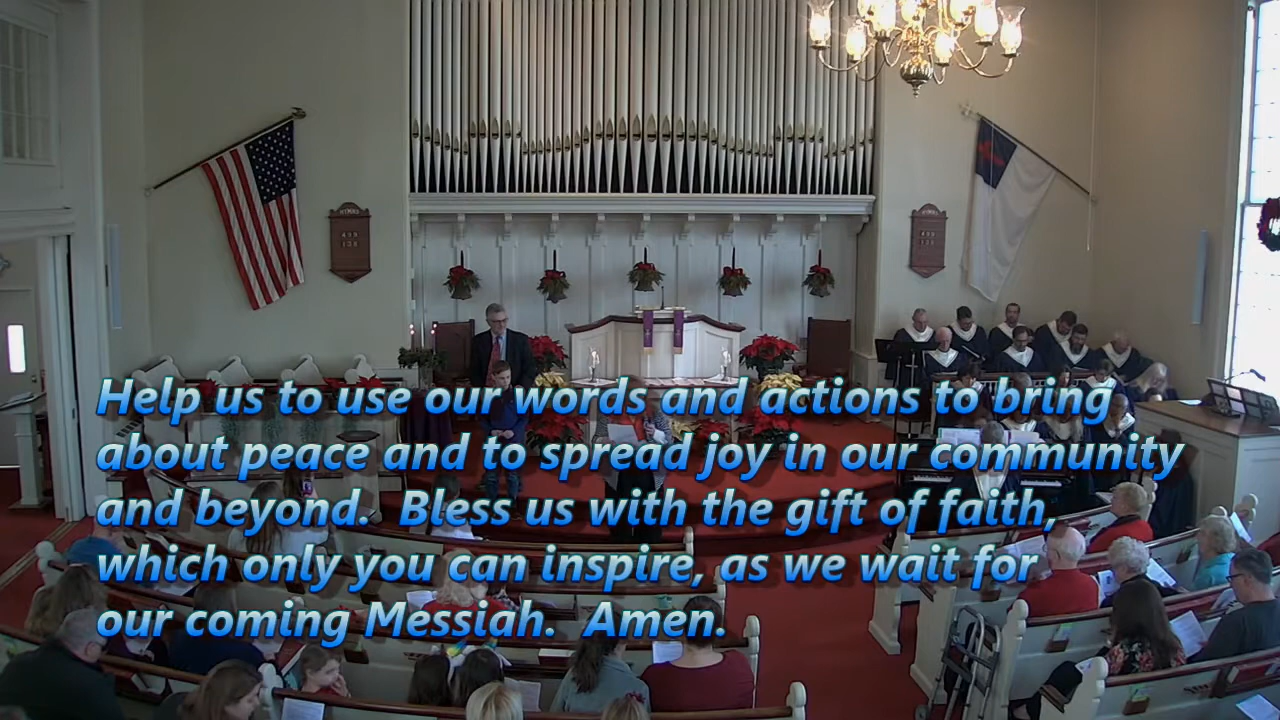 HYMNS
HYMNS
Help us to use our words and actions to bring
about peace and to spread joy in our community
and beyond.  Bless us with the gift of faith,
which only you can inspire, as we wait for
our coming Messiah.  Amen.